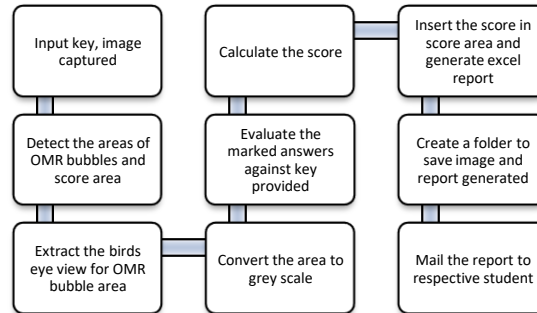 Input key, image
captured
Detect the areas of
OMR bubbles and
score area
Extract the birds
eye view for OMR
bubble area
Convert the area to
grey scale
Evaluate the
marked answers
against key
provided
Calculate the score
Insert the score in
score area and
generate excel
report
Create a folder to
save image and
report generated
Mail the report to
respective student